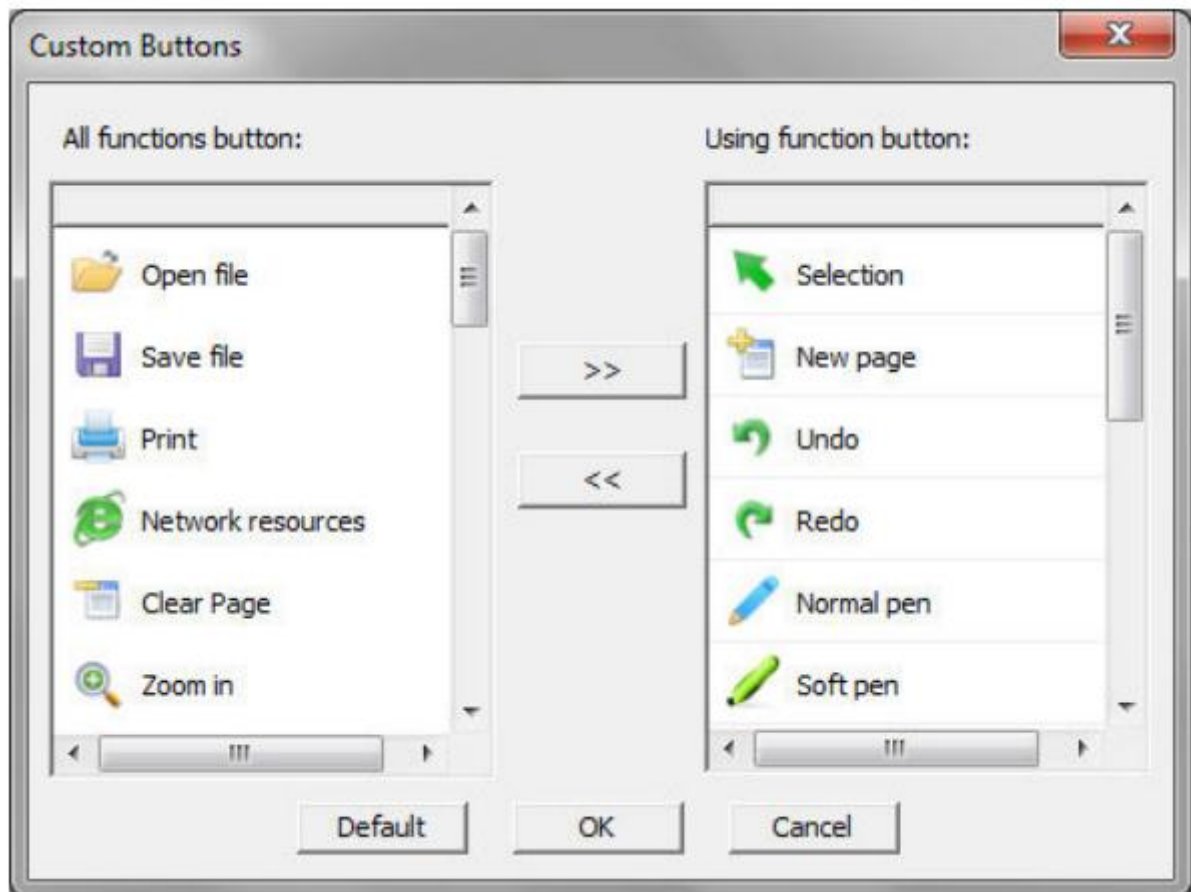 Custom Buttons
All functions button:
Using function button:
Open file
Save file
Print
Network resources
Clear Page
Zoom in
>>
<<
Selection
New page
Undo
Redo
Normal pen
Soft pen
Default
OK
Cancel